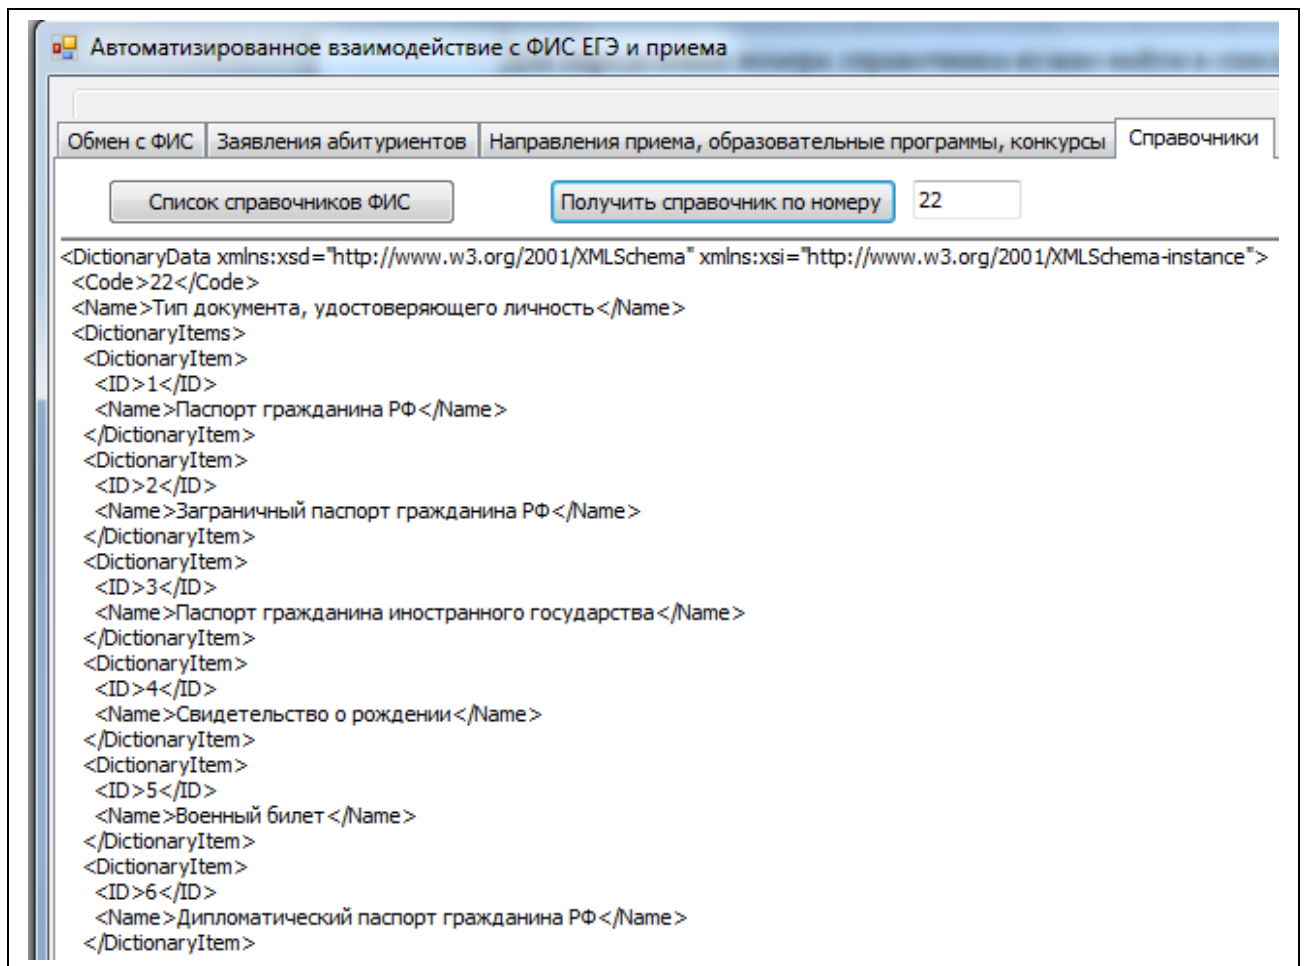 Автоматизированное взаимодействие с ФИС ЕГЭ и приема
Обмен с ФИС Заявления абитуриентов Направления приема, образовательные программы, конкурсы Справочники
Список справочников ФИС Получить справочник по номеру 22
<DictionaryData xmlns:xsd="http://www.w3.org/2001/XMLSchema" xmlns:xsi="http://www.w3.org/2001/XMLSchema-instance">
<Code>22</Code>
<Name>Тип документа, удостоверяющего личность</Name>
<DictionaryItems>
<DictionaryItem>
<ID>1</ID>
<Name>Паспорт гражданина РФ</Name>
</DictionaryItem>
<DictionaryItem>
<ID>2</ID>
<Name>Заграничный паспорт гражданина РФ</Name>
</DictionaryItem>
<DictionaryItem>
<ID>3</ID>
<Name>Паспорт гражданина иностранного государства</Name>
</DictionaryItem>
<DictionaryItem>
<ID>4</ID>
<Name>Свидетельство о рождении</Name>
</DictionaryItem>
<DictionaryItem>
<ID>5</ID>
<Name>Военный билет</Name>
</DictionaryItem>
<DictionaryItem>
<ID>6</ID>
<Name>Дипломатический паспорт гражданина РФ</Name>
</DictionaryItem>